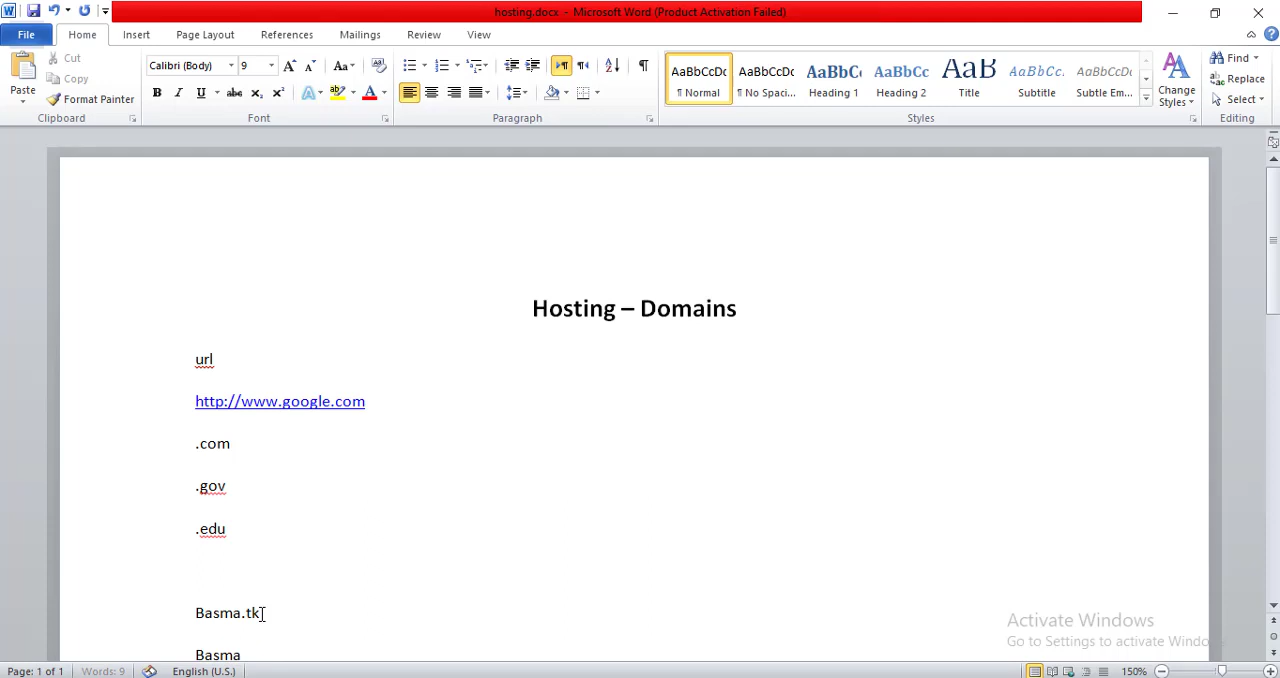 hosting.docx - Microsoft Word (Product Activation Failed)
File Home Insert Page Layout References Mailings Review View
Paste
Cut
Copy
Format Painter
Clipboard
Calibri (Body) 9
Font
Paragraph
AaBbCcDc AaBbCcDc AaBbC AaBbCc AaB AaBbCc. AaBbCcDc
¶ Normal ¶ No Spaci... Heading 1 Heading 2 Title Subtitle Subtle Em...
Styles
Change Styles
Find
Replace
Select
Editing
Hosting – Domains
url
http://www.google.com
.com
.gov
.edu
Basma.tk
Basma
Activate Windows
Go to Settings to activate Windo
Page: 1 of 1 Words: 9 English (U.S.) 150%